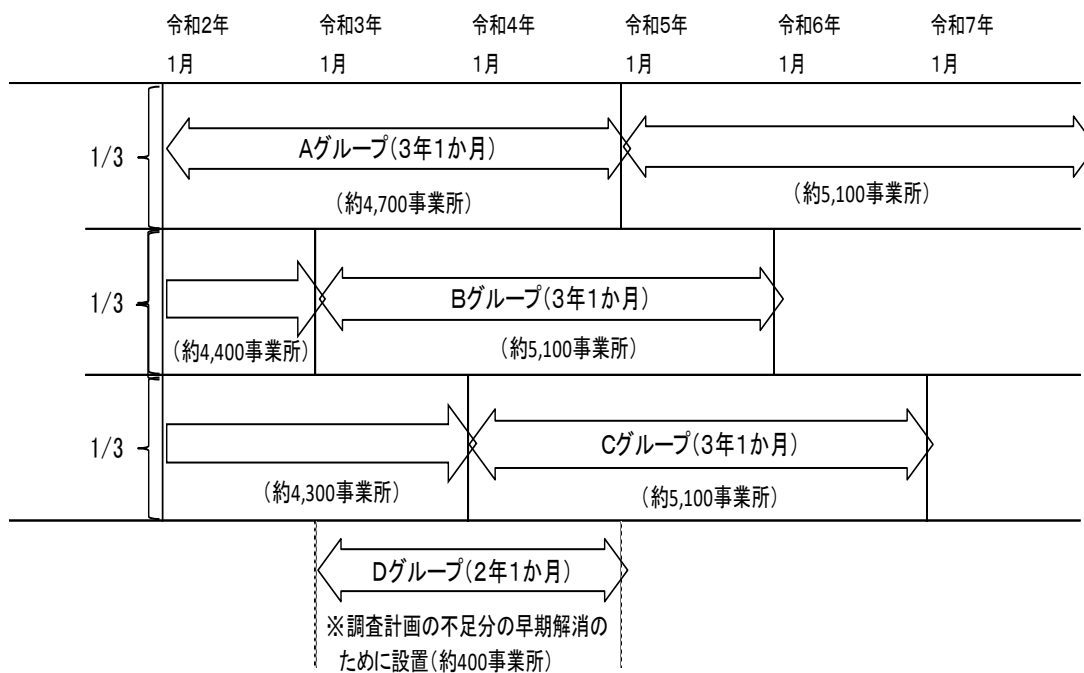 令和2年 令和3年 令和4年 令和5年 令和6年 令和7年
1月 1月 1月 1月 1月 1月
1/3
Aグループ(3年1か月)
(約4,700事業所) (約5,100事業所)
1/3
Bグループ(3年1か月)
(約4,400事業所) (約5,100事業所)
1/3
Cグループ(3年1か月)
(約4,300事業所) (約5,100事業所)
Dグループ(2年1か月)
※調査計画の不足分の早期解消の
ために設置(約400事業所)